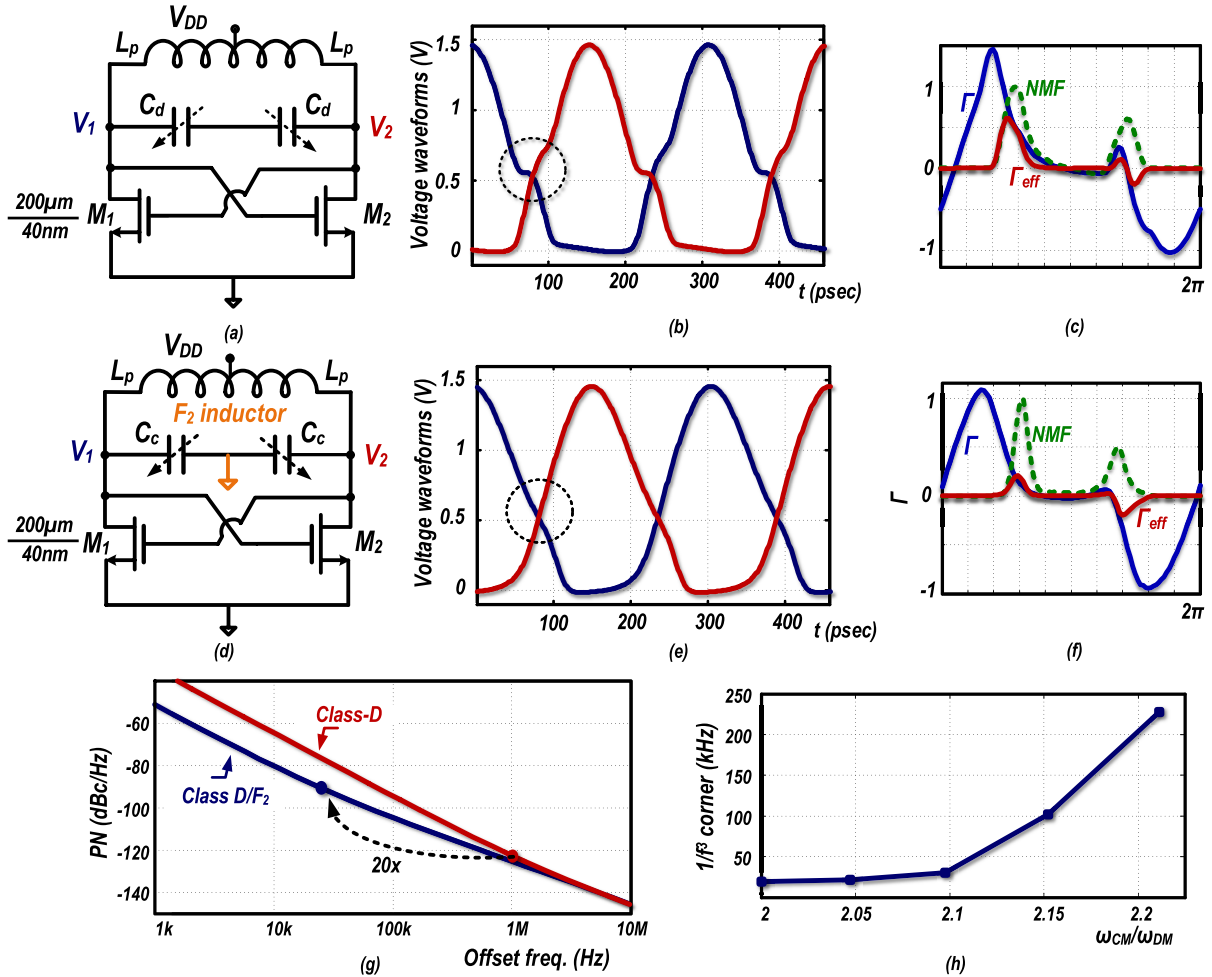 V_DD
L_p L_p
C_d C_d
V_1 V_2
200µm/40nm M_1 M_2
(a)
Voltage waveforms (V)
1.5
1
0.5
0
100 200 300 400
t (psec)
(b)
1
0
-1
Γ
NMF
Γ_eff
2π
(c)
V_DD
L_p L_p
F_2 inductor
C_c C_c
V_1 V_2
200µm/40nm M_1 M_2
(d)
Voltage waveforms (V)
1.5
1
0.5
0
100 200 300 400
t (psec)
(e)
Γ
1
0
-1
Γ
NMF
Γ_eff
2π
(f)
PN (dBc/Hz)
-60
-80
-100
-120
-140
Class-D
Class D/F_2
20x
1k 10k 100k 1M 10M
Offset freq. (Hz)
(g)
1/f³ corner (kHz)
250
200
150
100
50
2 2.05 2.1 2.15 2.2
ω_CM/ω_DM
(h)